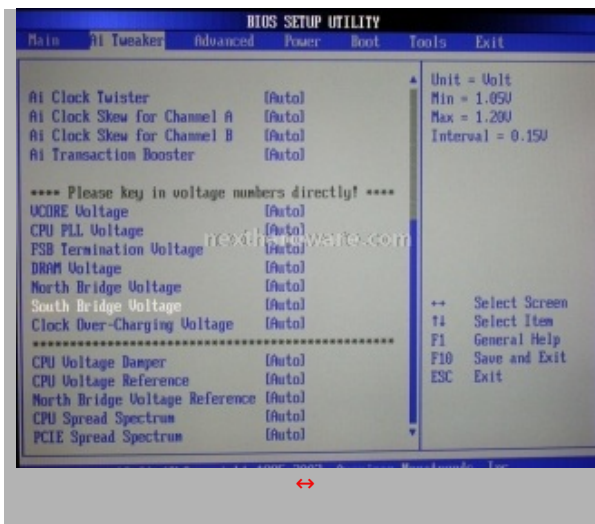 BIOS SETUP UTILITY
Main Ai Tweaker Advanced Power Boot Tools Exit
Ai Clock Twister [Auto]
Ai Clock Skew for Channel A [Auto]
Ai Clock Skew for Channel B [Auto]
Ai Transaction Booster [Auto]
**** Please key in voltage numbers directly! ****
VCORE Voltage [Auto]
CPU PLL Voltage [Auto]
FSB Termination Voltage [Auto]
DRAM Voltage [Auto]
North Bridge Voltage [Auto]
South Bridge Voltage [Auto]
Clock Over-Charging Voltage [Auto]
CPU Voltage Damper [Auto]
CPU Voltage Reference [Auto]
North Bridge Voltage Reference [Auto]
CPU Spread Spectrum [Auto]
PCIE Spread Spectrum [Auto]
Unit = Volt
Min = 1.05V
Max = 1.20V
Interval = 0.15V
↔ Select Screen
↑↓ Select Item
F1 General Help
F10 Save and Exit
ESC Exit
nexthardware.com